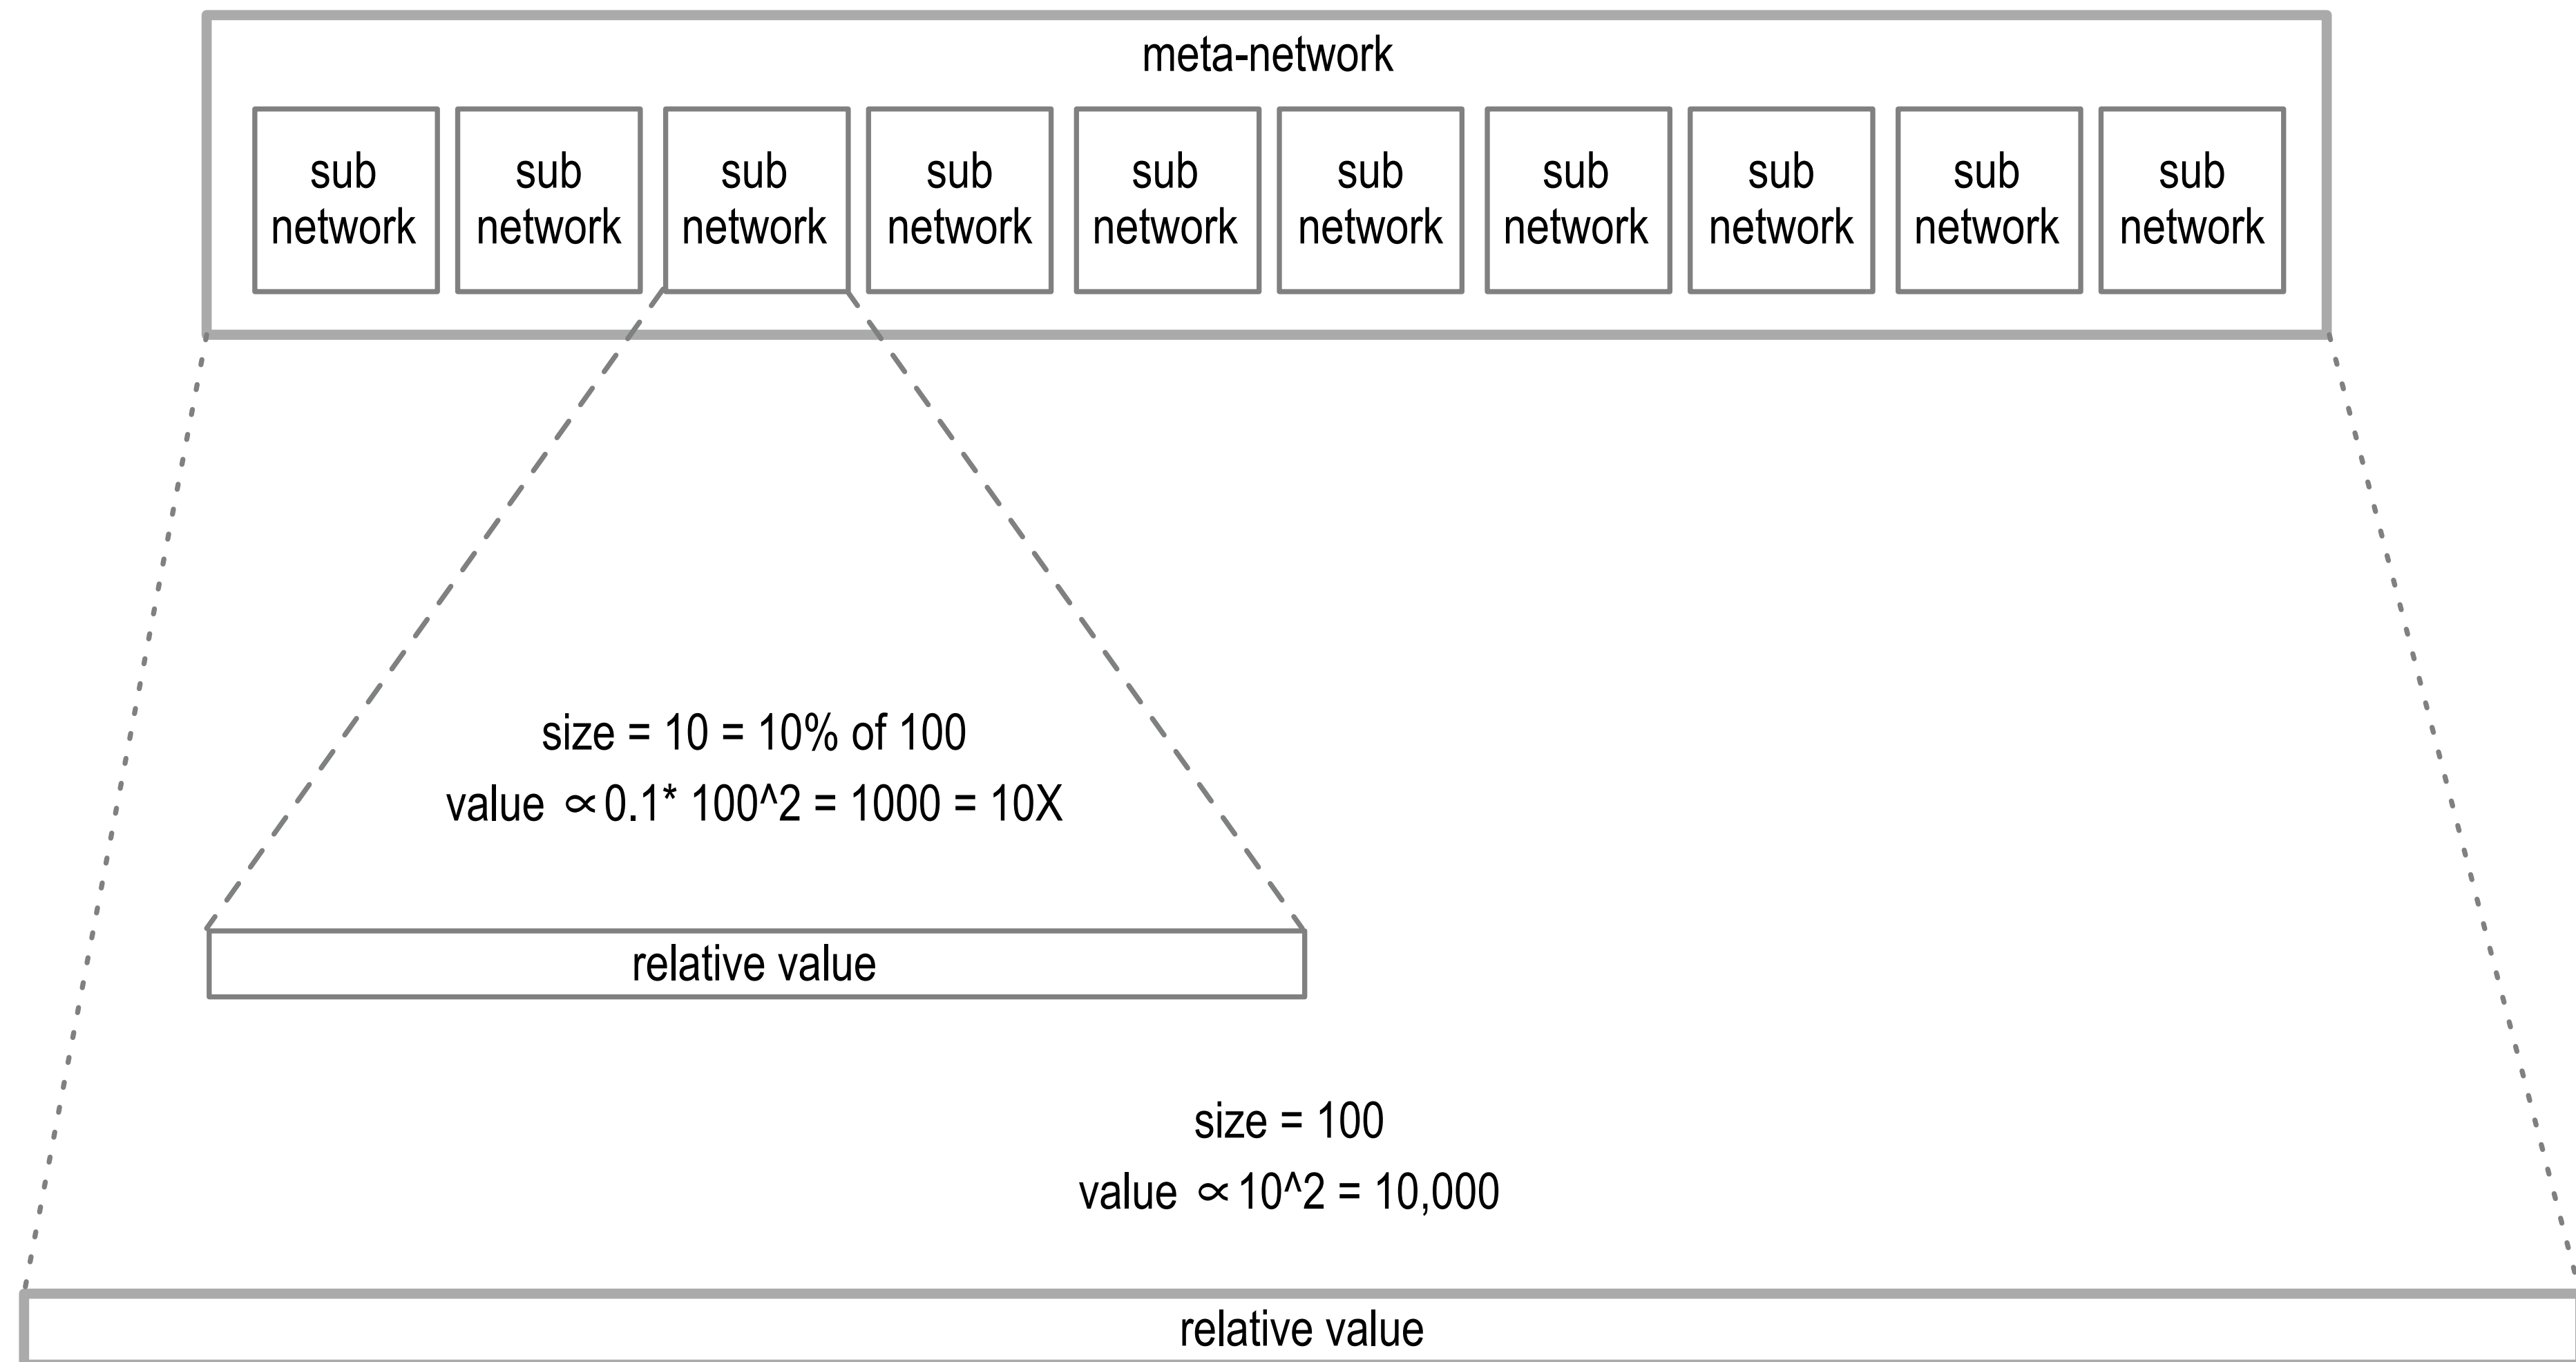 meta-network
sub
network
sub
network
sub
network
sub
network
sub
network
sub
network
sub
network
sub
network
sub
network
sub
network
size = 10 = 10% of 100
value ∝ 0.1* 100^2 = 1000 = 10X
relative value
size = 100
value ∝ 10^2 = 10,000
relative value